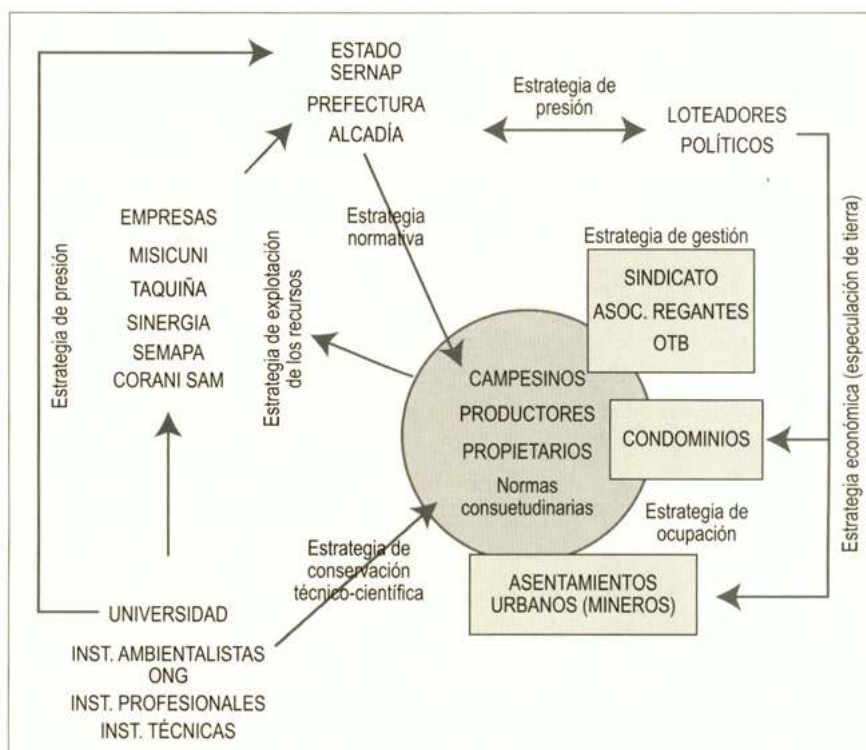 ESTADO
SERNAP
PREFECTURA
ALCADÍA
Estrategia de
presión
LOTEADORES
POLÍTICOS
EMPRESAS
MISICUNI
TAQUIÑA
SINERGIA
SEMAPA
CORANI SAM
Estrategia de presión
Estrategia de explotación
de los recursos
Estrategia
normativa
Estrategia de gestión
SINDICATO
ASOC. REGANTES
OTB
CAMPESINOS
PRODUCTORES
PROPIETARIOS
Normas
consuetudinarias
CONDOMINIOS
Estrategia económica (especulación de tierra)
Estrategia de
ocupación
Estrategia de
conservación
técnico-científica
ASENTAMIENTOS
URBANOS (MINEROS)
UNIVERSIDAD
INST. AMBIENTALISTAS
ONG
INST. PROFESIONALES
INST. TÉCNICAS